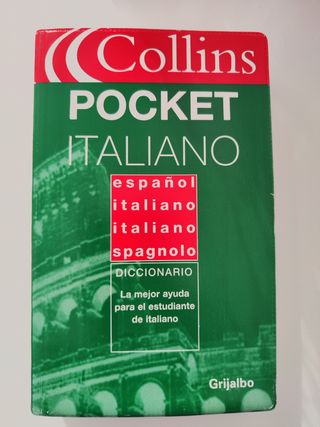 Collins
POCKET
ITALIANO
español
italiano
italiano
spagnolo
DICCIONARIO
La mejor ayuda
para el estudiante
de italiano
Grijalbo